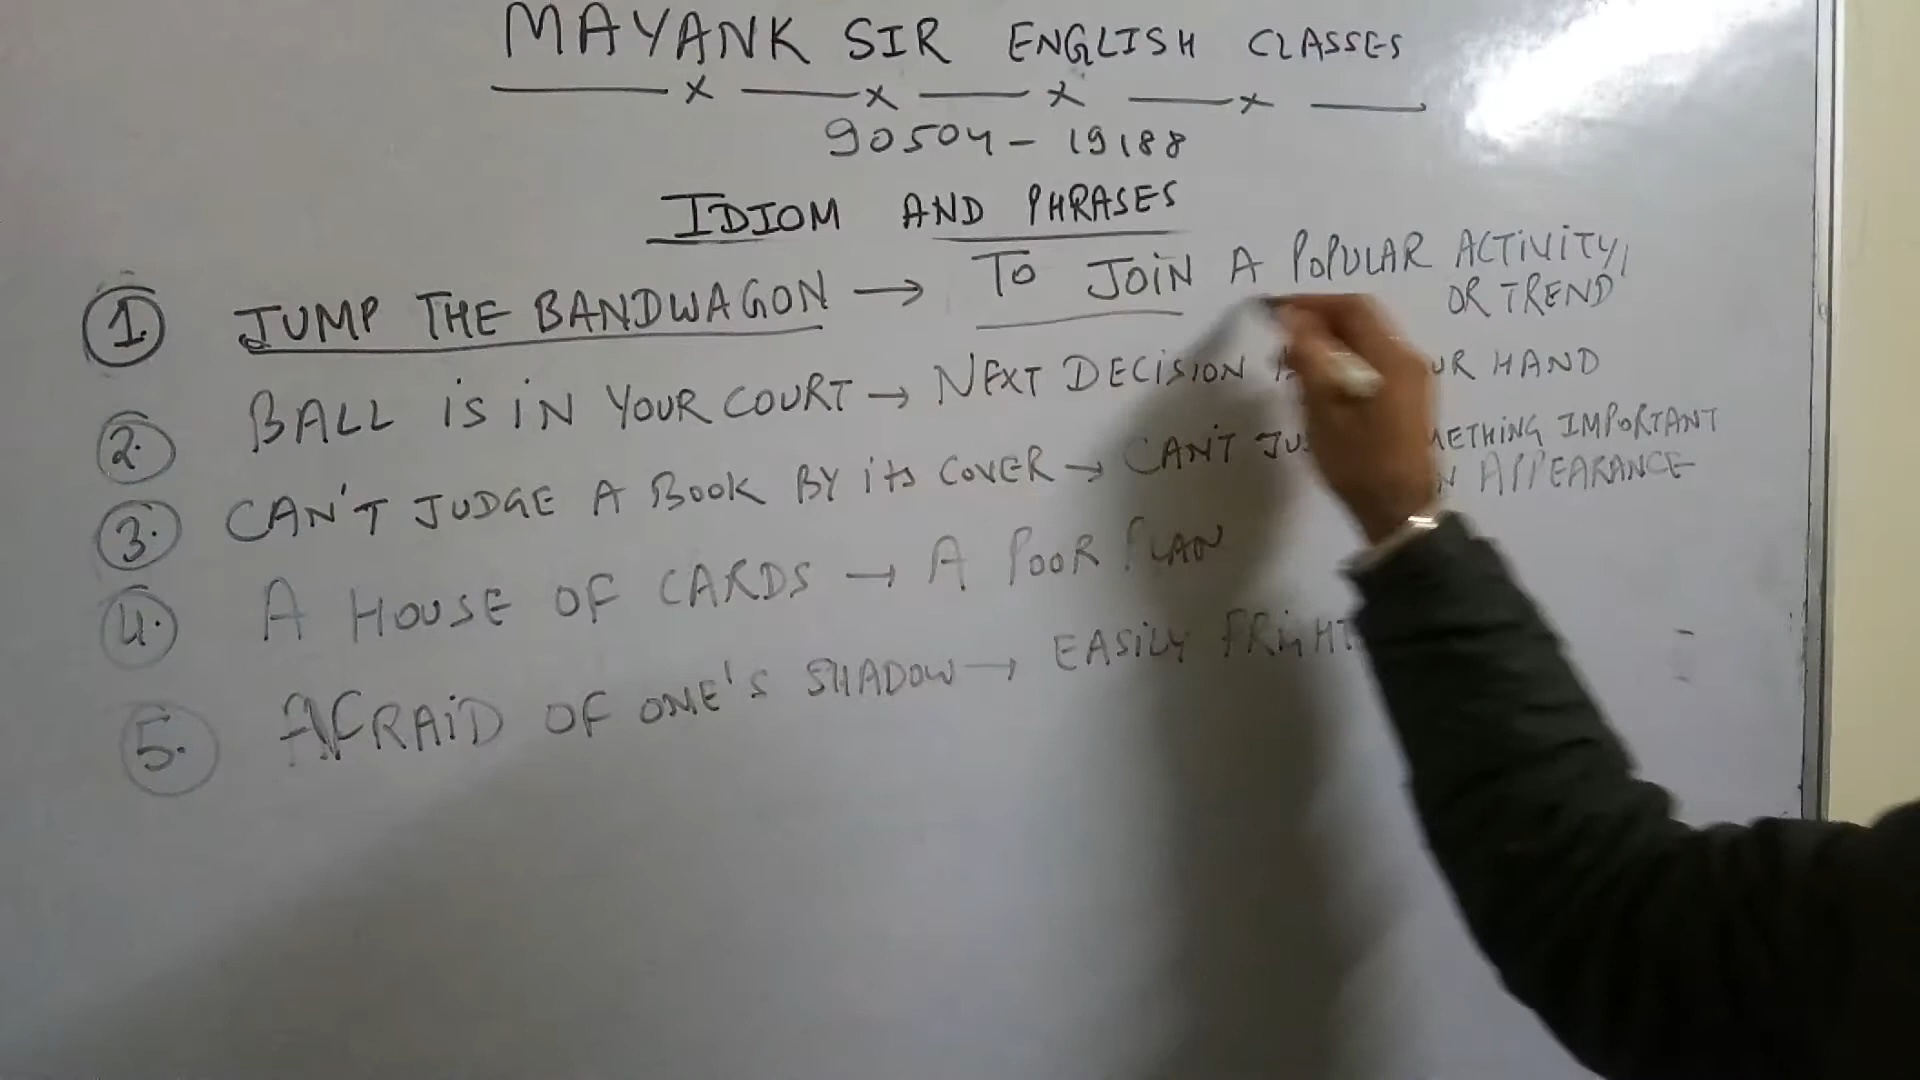 MAYANK SIR ENGLISH CLASSES
90504-19188
IDIOM AND PHRASES
1. JUMP THE BANDWAGON → TO JOIN A POPULAR ACTIVITY,
OR TREND
2. BALL IS IN YOUR COURT → NEXT DECISION HAND
3. CAN'T JUDGE A BOOK BY ITS COVER → CAN'T IMPORTANT
APPEARANCE
4. A HOUSE OF CARDS → A POOR PLAN
5. AFRAID OF ONE'S SHADOW → EASILY